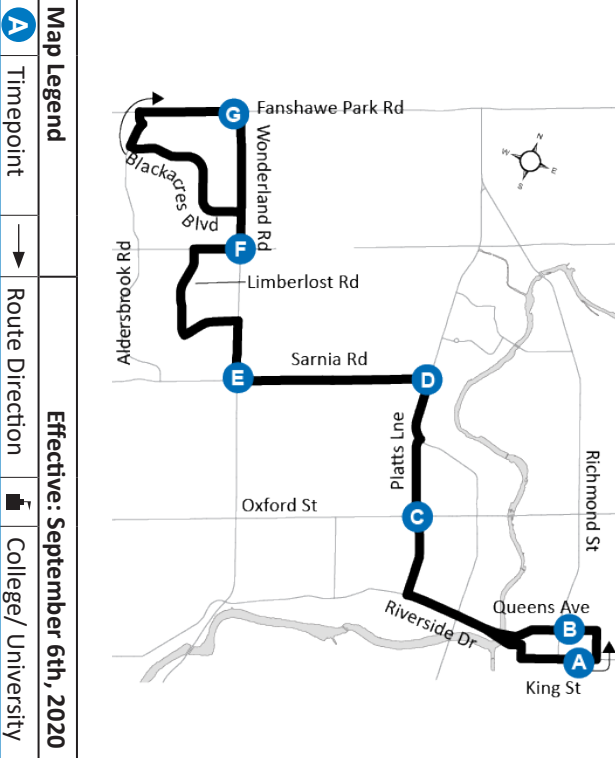 Map Legend
Effective: September 6th, 2020
A
Timepoint
Route Direction
College/ University
G
Fanshawe Park Rd
N
W
E
S
Wonderland Rd
Blackacres Blvd
Aldersbrook Rd
F
Limberlost Rd
Sarnia Rd
E
D
Platts Lne
Richmond St
Oxford St
C
Queens Ave
Riverside Dr
B
A
King St